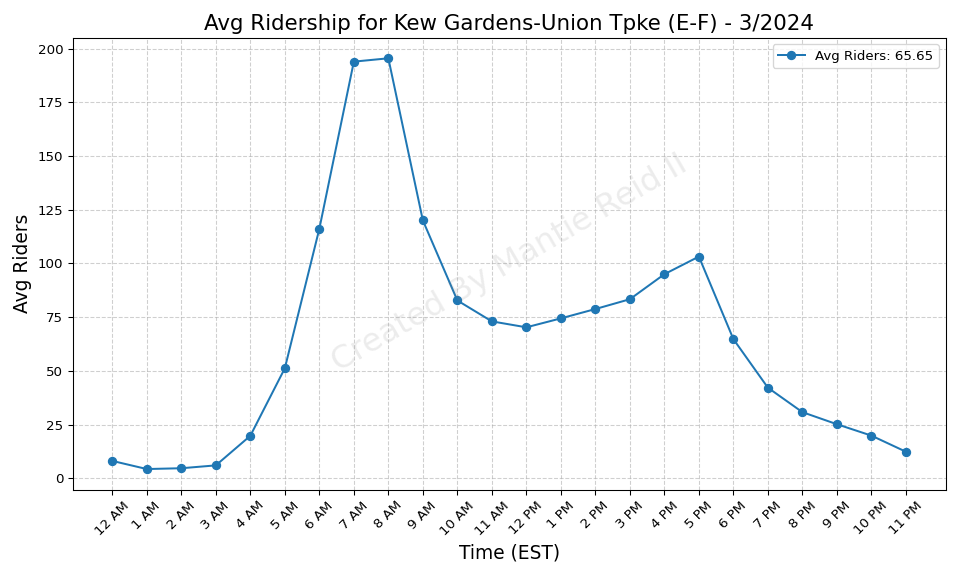 Avg Ridership for Kew Gardens-Union Tpke (E-F) - 3/2024
Avg Riders: 65.65
200
175
150
125
100
75
50
25
0
Avg Riders
Created By Mantle Reid II
12 AM
1 AM
2 AM
3 AM
4 AM
5 AM
6 AM
7 AM
8 AM
9 AM
10 AM
11 AM
12 PM
1 PM
2 PM
3 PM
4 PM
5 PM
6 PM
7 PM
8 PM
9 PM
10 PM
11 PM
Time (EST)